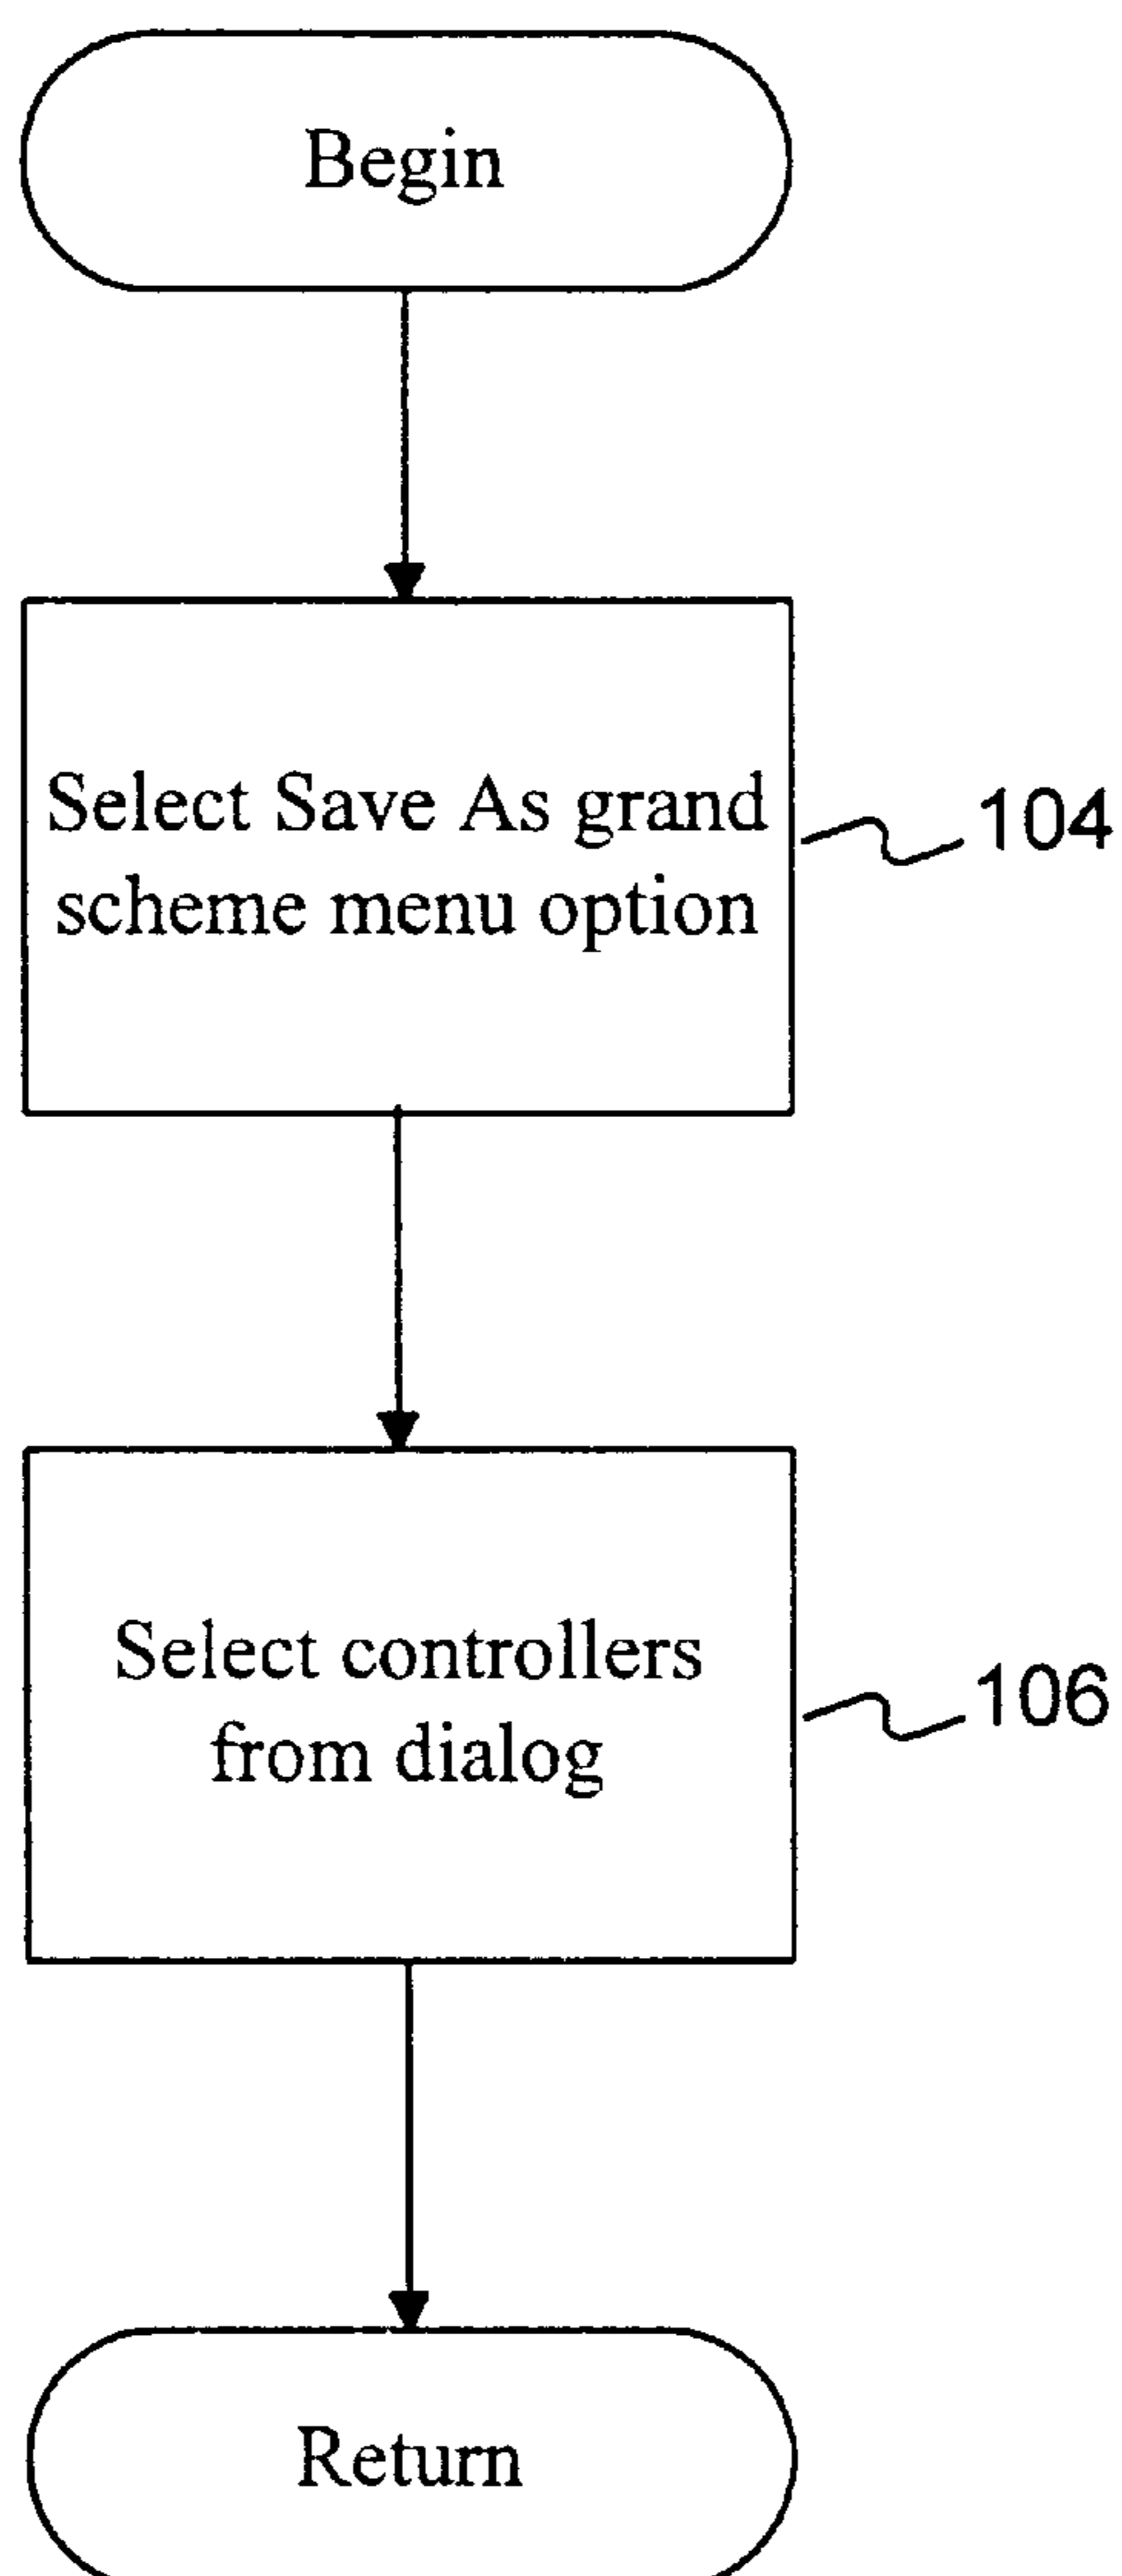 Begin
Select Save As grand
scheme menu option
104
Select controllers
from dialog
106
Return